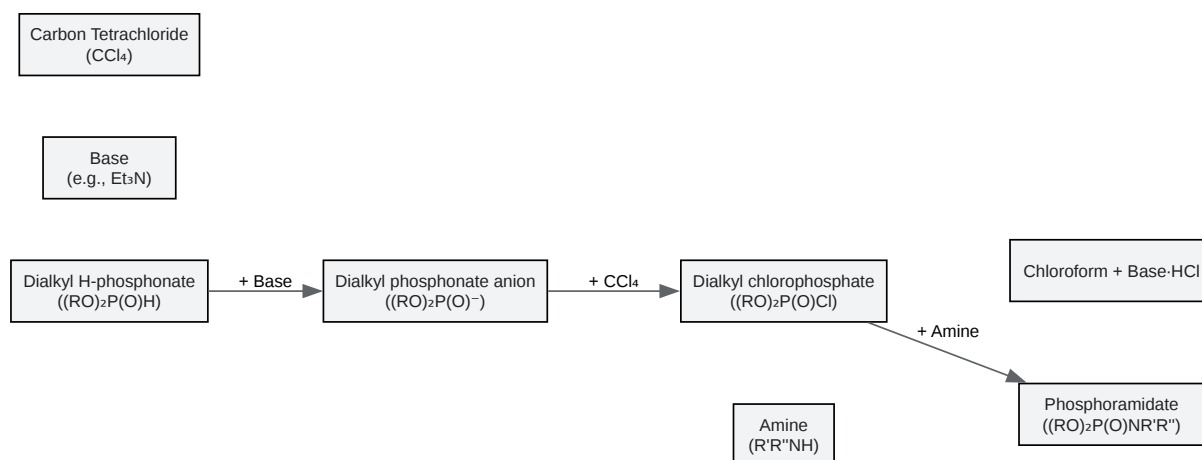 Carbon Tetrachloride
(CCl₄)
Base
(e.g., Et₃N)
Dialkyl H-phosphonate
((RO)₂P(O)H)
+ Base
Dialkyl phosphonate anion
((RO)₂P(O)⁻)
+ CCl₄
Dialkyl chlorophosphate
((RO)₂P(O)Cl)
Chloroform + Base·HCl
+ Amine
Phosphoramidate
((RO)₂P(O)NR'R")
Amine
(R'R"NH)